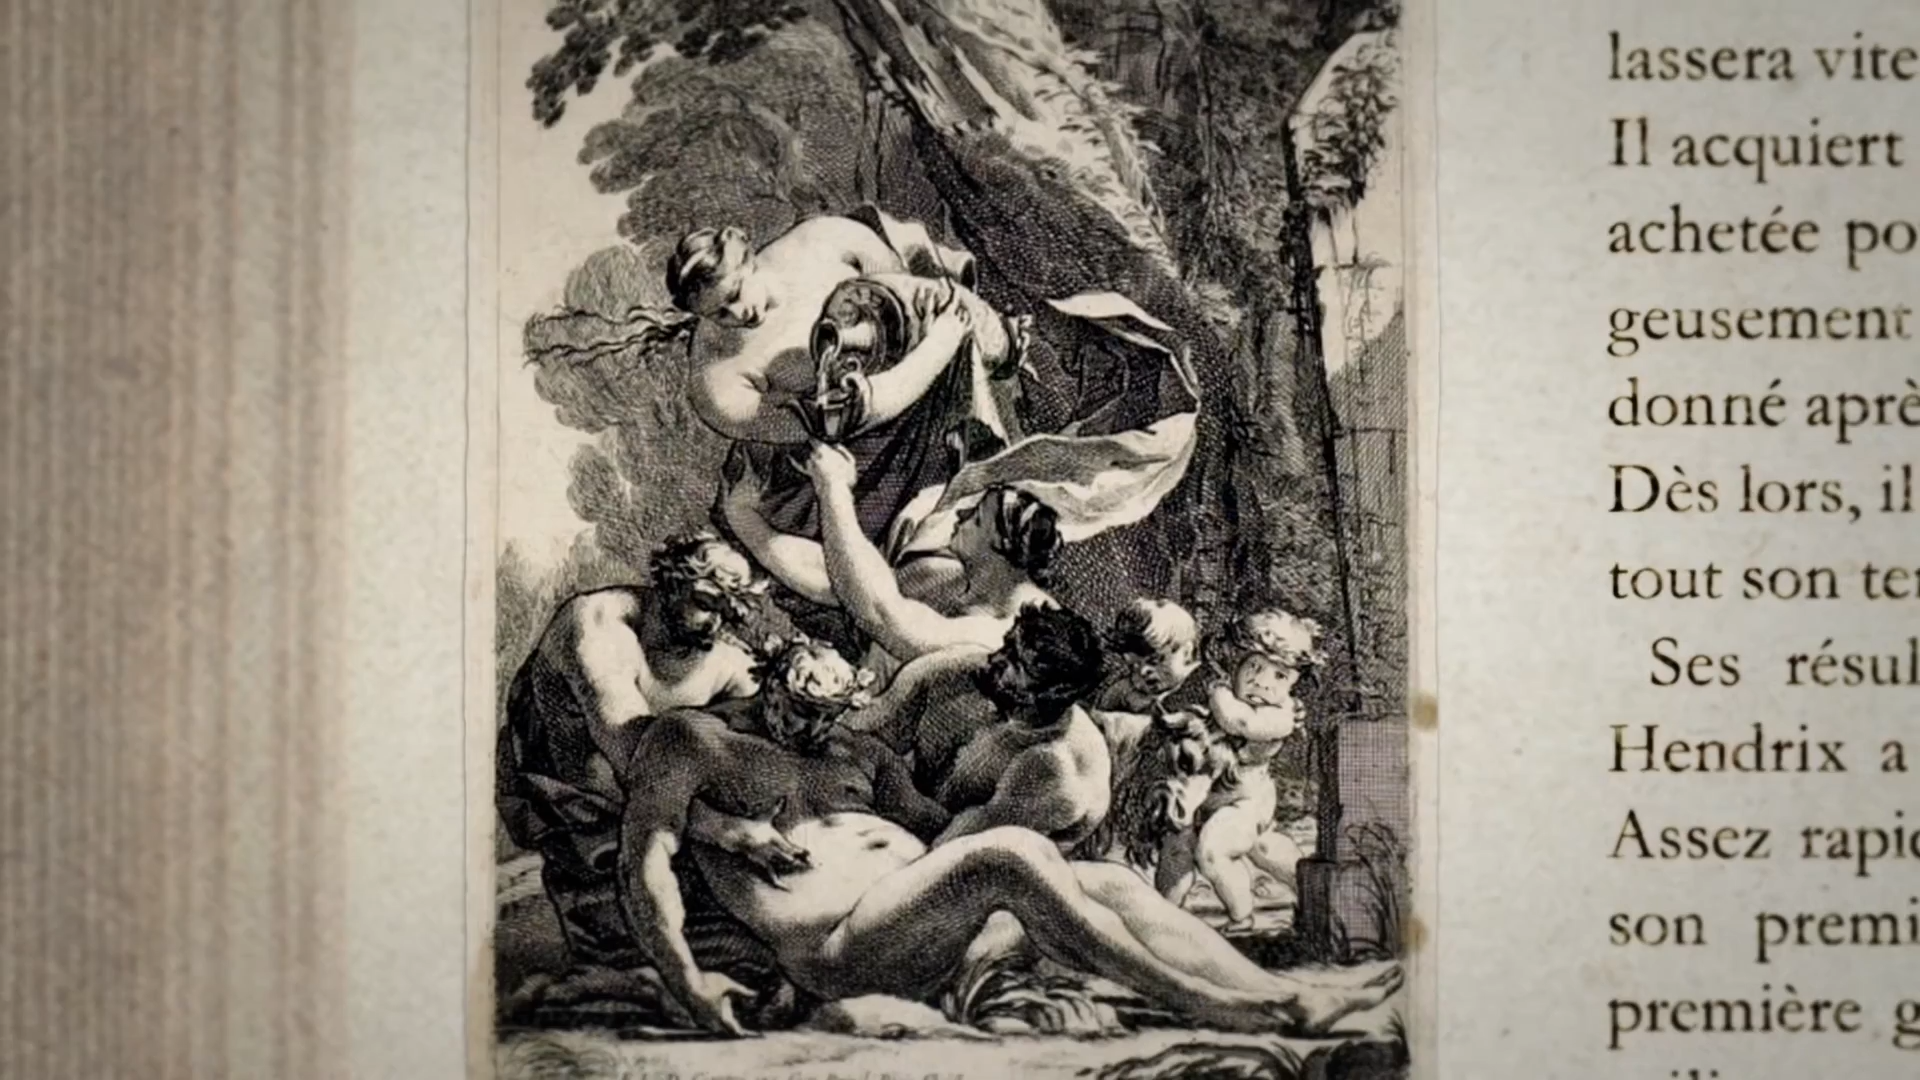 lassera vite
Il acquiert
achetée po
geusement
donné aprè
Dès lors, il
tout son te
Ses résul
Hendrix a
Assez rapid
son premi
première g